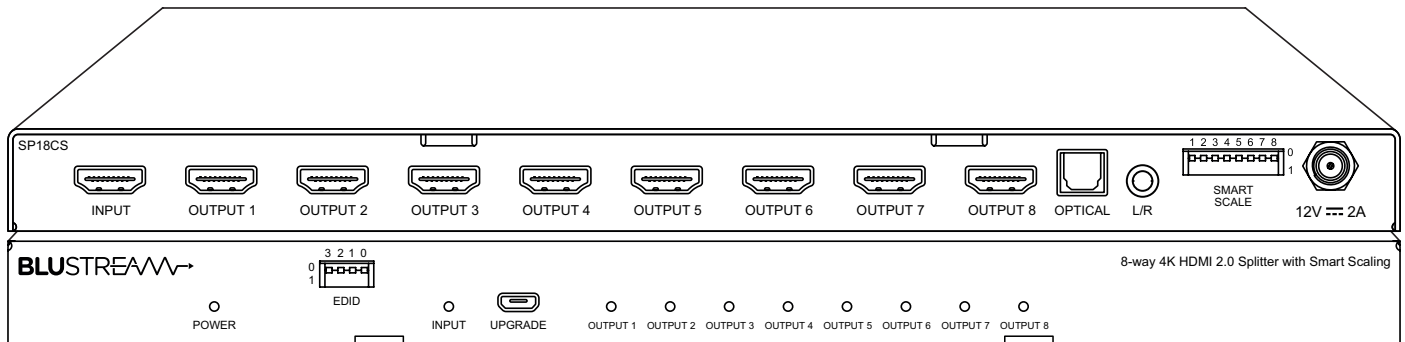 SP18CS
1 2 3 4 5 6 7 8
0
1
INPUT OUTPUT 1 OUTPUT 2 OUTPUT 3 OUTPUT 4 OUTPUT 5 OUTPUT 6 OUTPUT 7 OUTPUT 8 OPTICAL L/R
SMART
SCALE
12V 2A
BLUSTREAM
3 2 1 0
0
1
EDID
8-way 4K HDMI 2.0 Splitter with Smart Scaling
POWER INPUT UPGRADE OUTPUT 1 OUTPUT 2 OUTPUT 3 OUTPUT 4 OUTPUT 5 OUTPUT 6 OUTPUT 7 OUTPUT 8